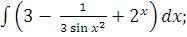 ∫(3 − 1/(3 sin x²) + 2ˣ) dx;